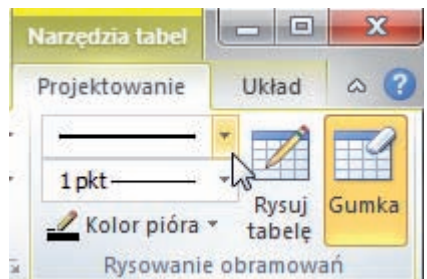 Narzędzia tabel
Projektowanie Układ
1 pkt
Kolor pióra
Rysuj tabelę
Gumka
Rysowanie obramowań